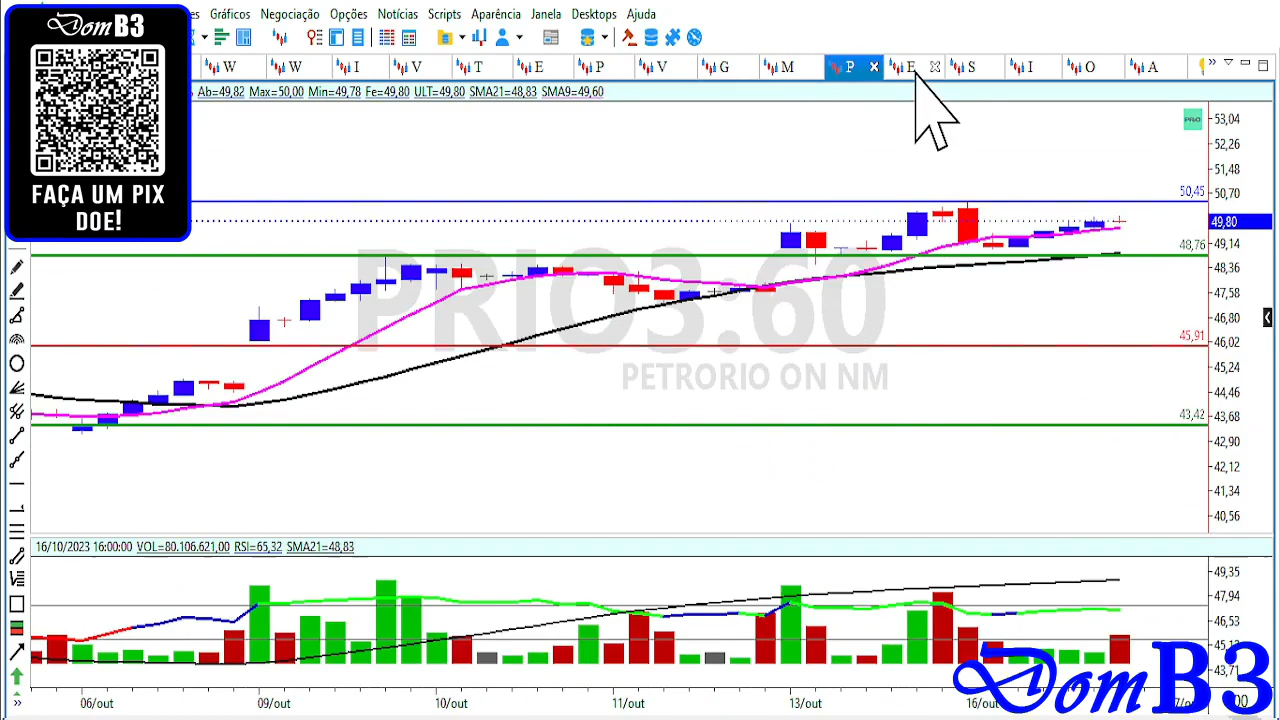 DomB3
FAÇA UM PIX
DOE!
Gráficos Negociação Opções Notícias Scripts Aparência Janela Desktops Ajuda
W W I V T E P V G M P E S I O A
Ab=49,82 Max=50,00 Min=49,78 Fe=49,80 ULT=49,80 SMA21=48,83 SMA9=49,60
PRIO
53,04
52,26
51,48
50,45
50,70
49,80
49,14
48,76
48,36
47,58
46,80
45,91
46,02
45,24
44,46
43,42
42,90
42,12
41,34
40,56
PRIO3:60
PETRORIO ON NM
16/10/2023 16:00:00 VOL=80.106.621,00 RSI=65,32 SMA21=48,83
49,35
47,94
46,53
43,71
06/out 09/out 10/out 11/out 13/out 16/out
DomB3